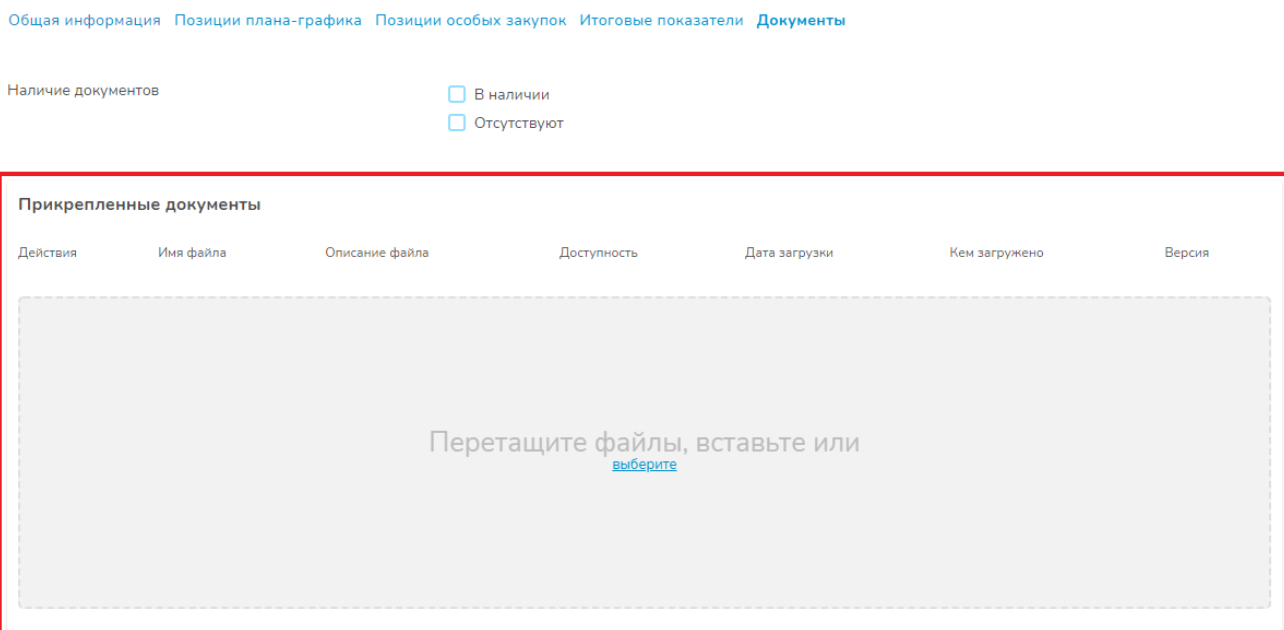 Общая информация Позиции плана-графика Позиции особых закупок Итоговые показатели Документы
Наличие документов
В наличии
Отсутствуют
Прикрепленные документы
Действия Имя файла Описание файла Доступность Дата загрузки Кем загружено Версия
Перетащите файлы, вставьте или
выберите